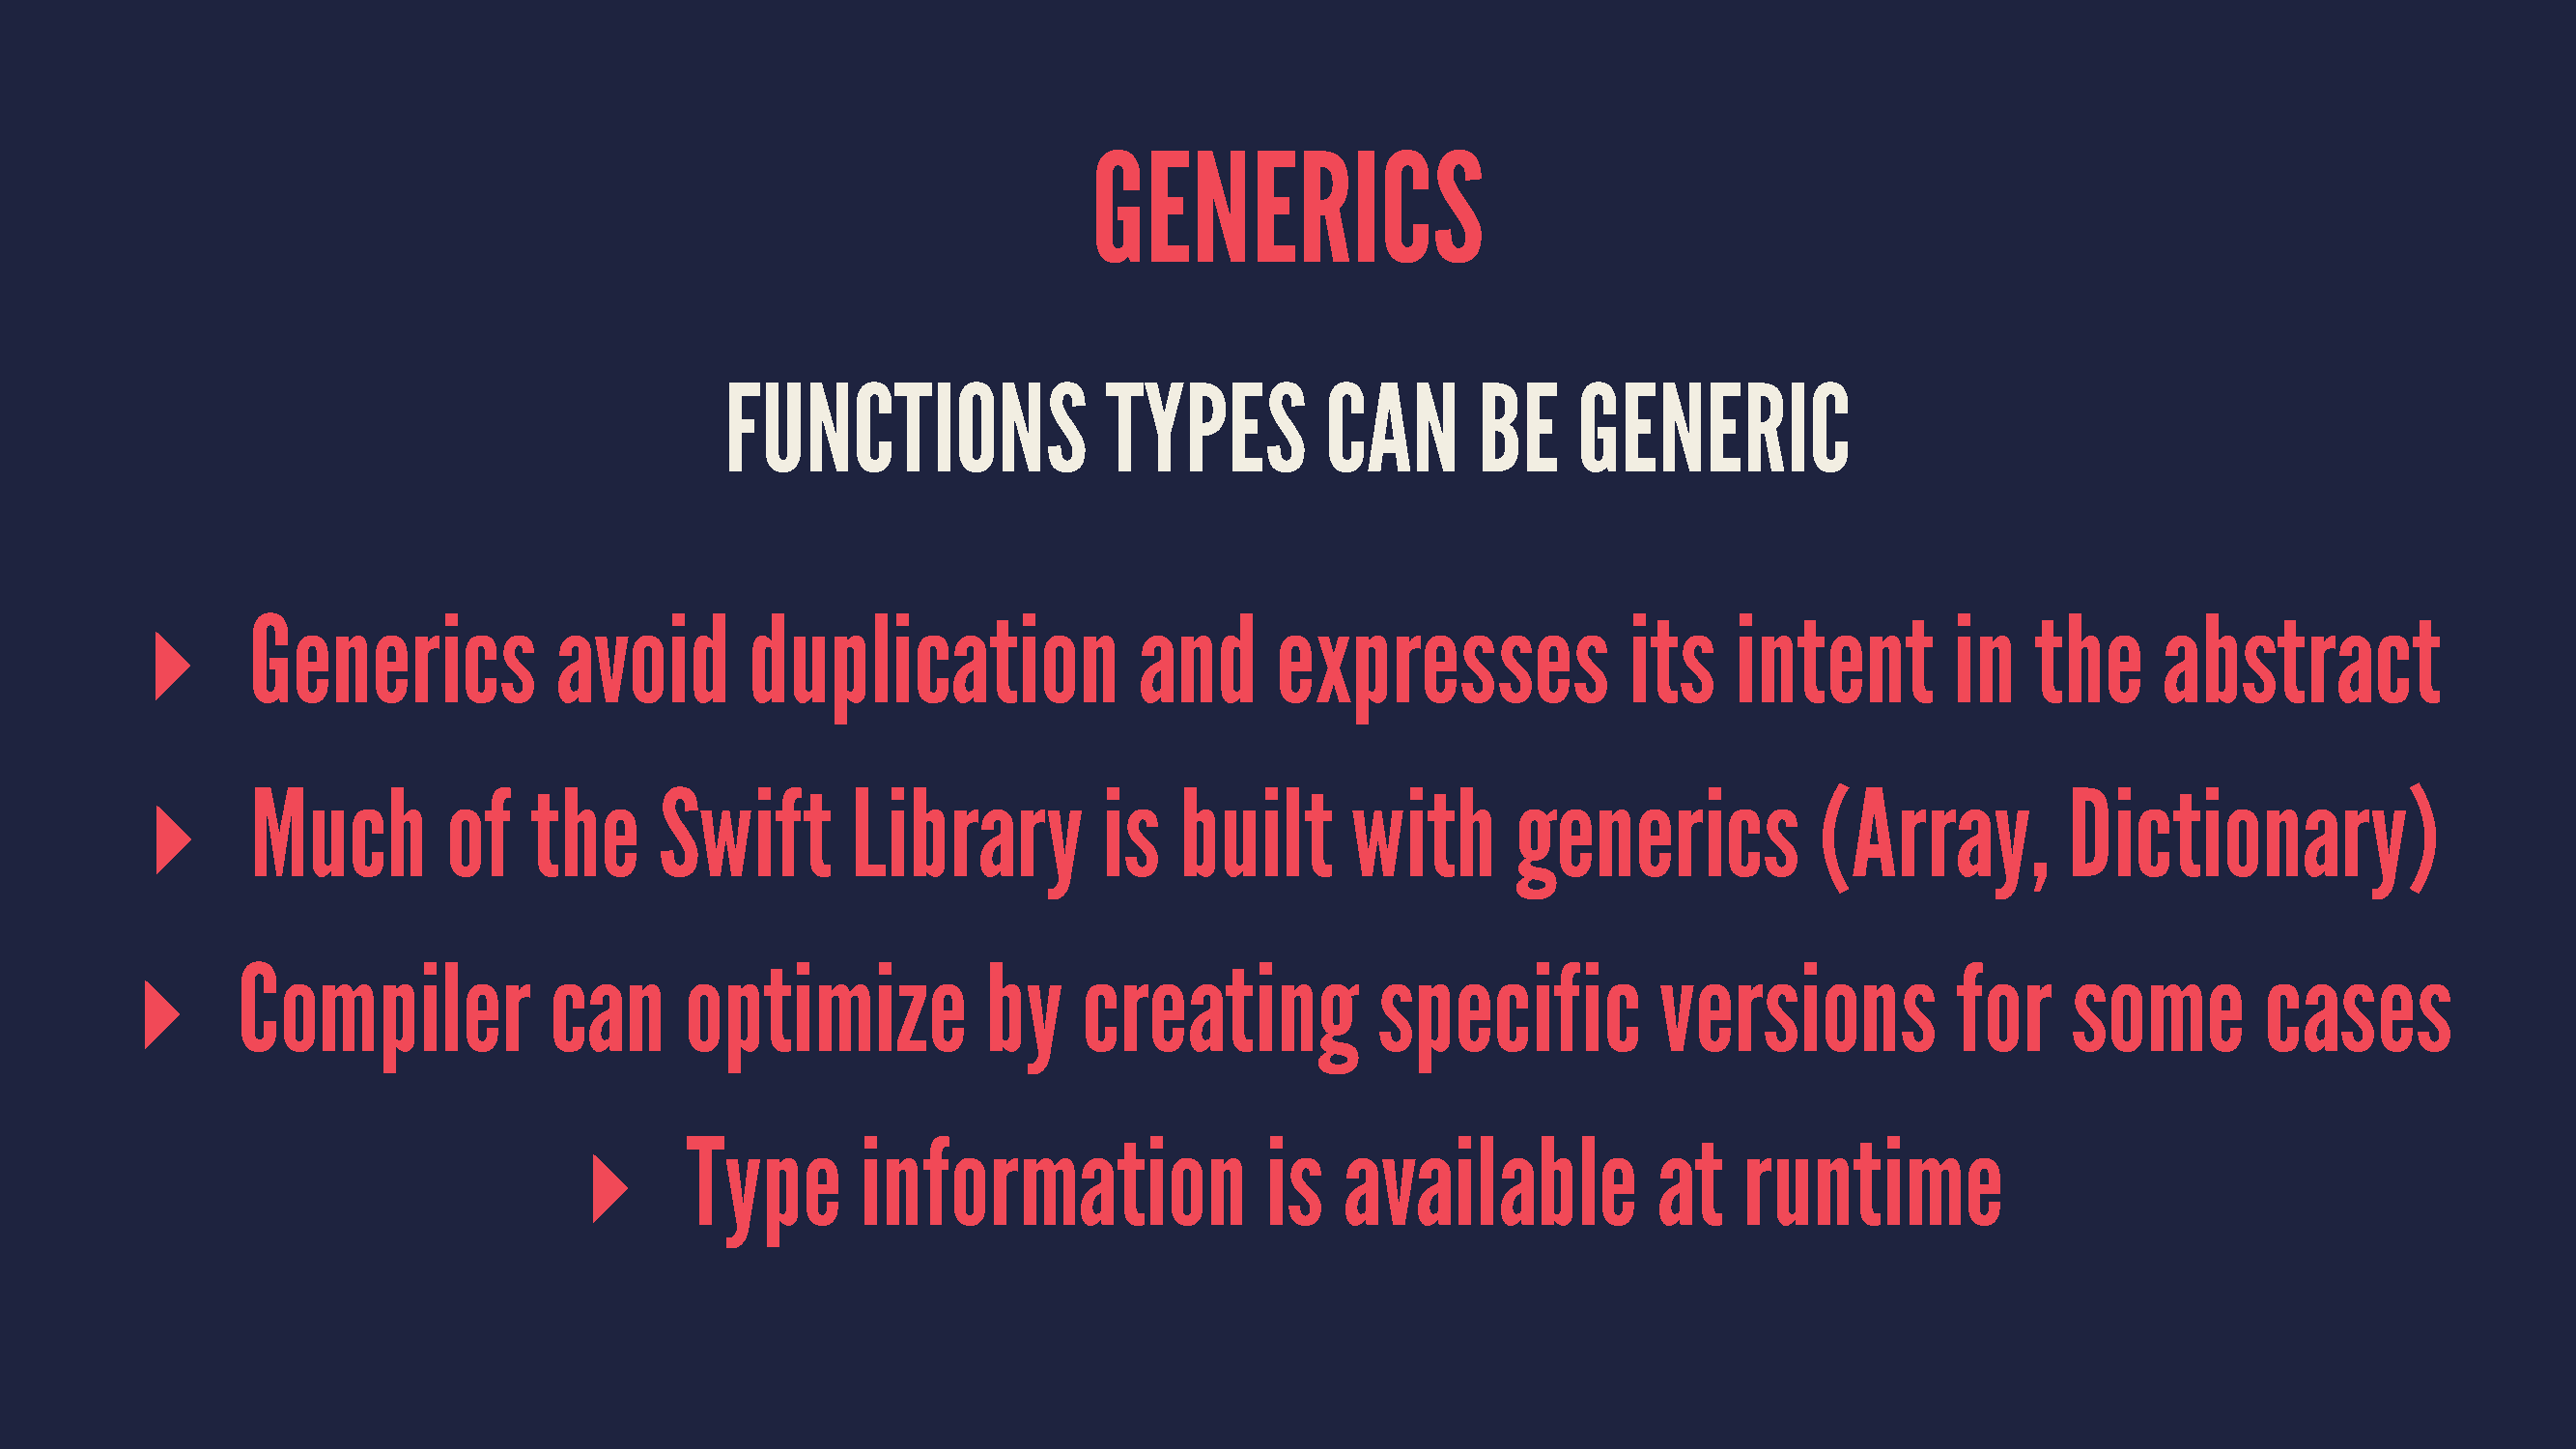 GENERICS
FUNCTIONS TYPES CAN BE GENERIC
▸ Generics avoid duplication and expresses its intent in the abstract
▸ Much of the Swift Library is built with generics (Array, Dictionary)
▸ Compiler can optimize by creating specific versions for some cases
▸ Type information is available at runtime